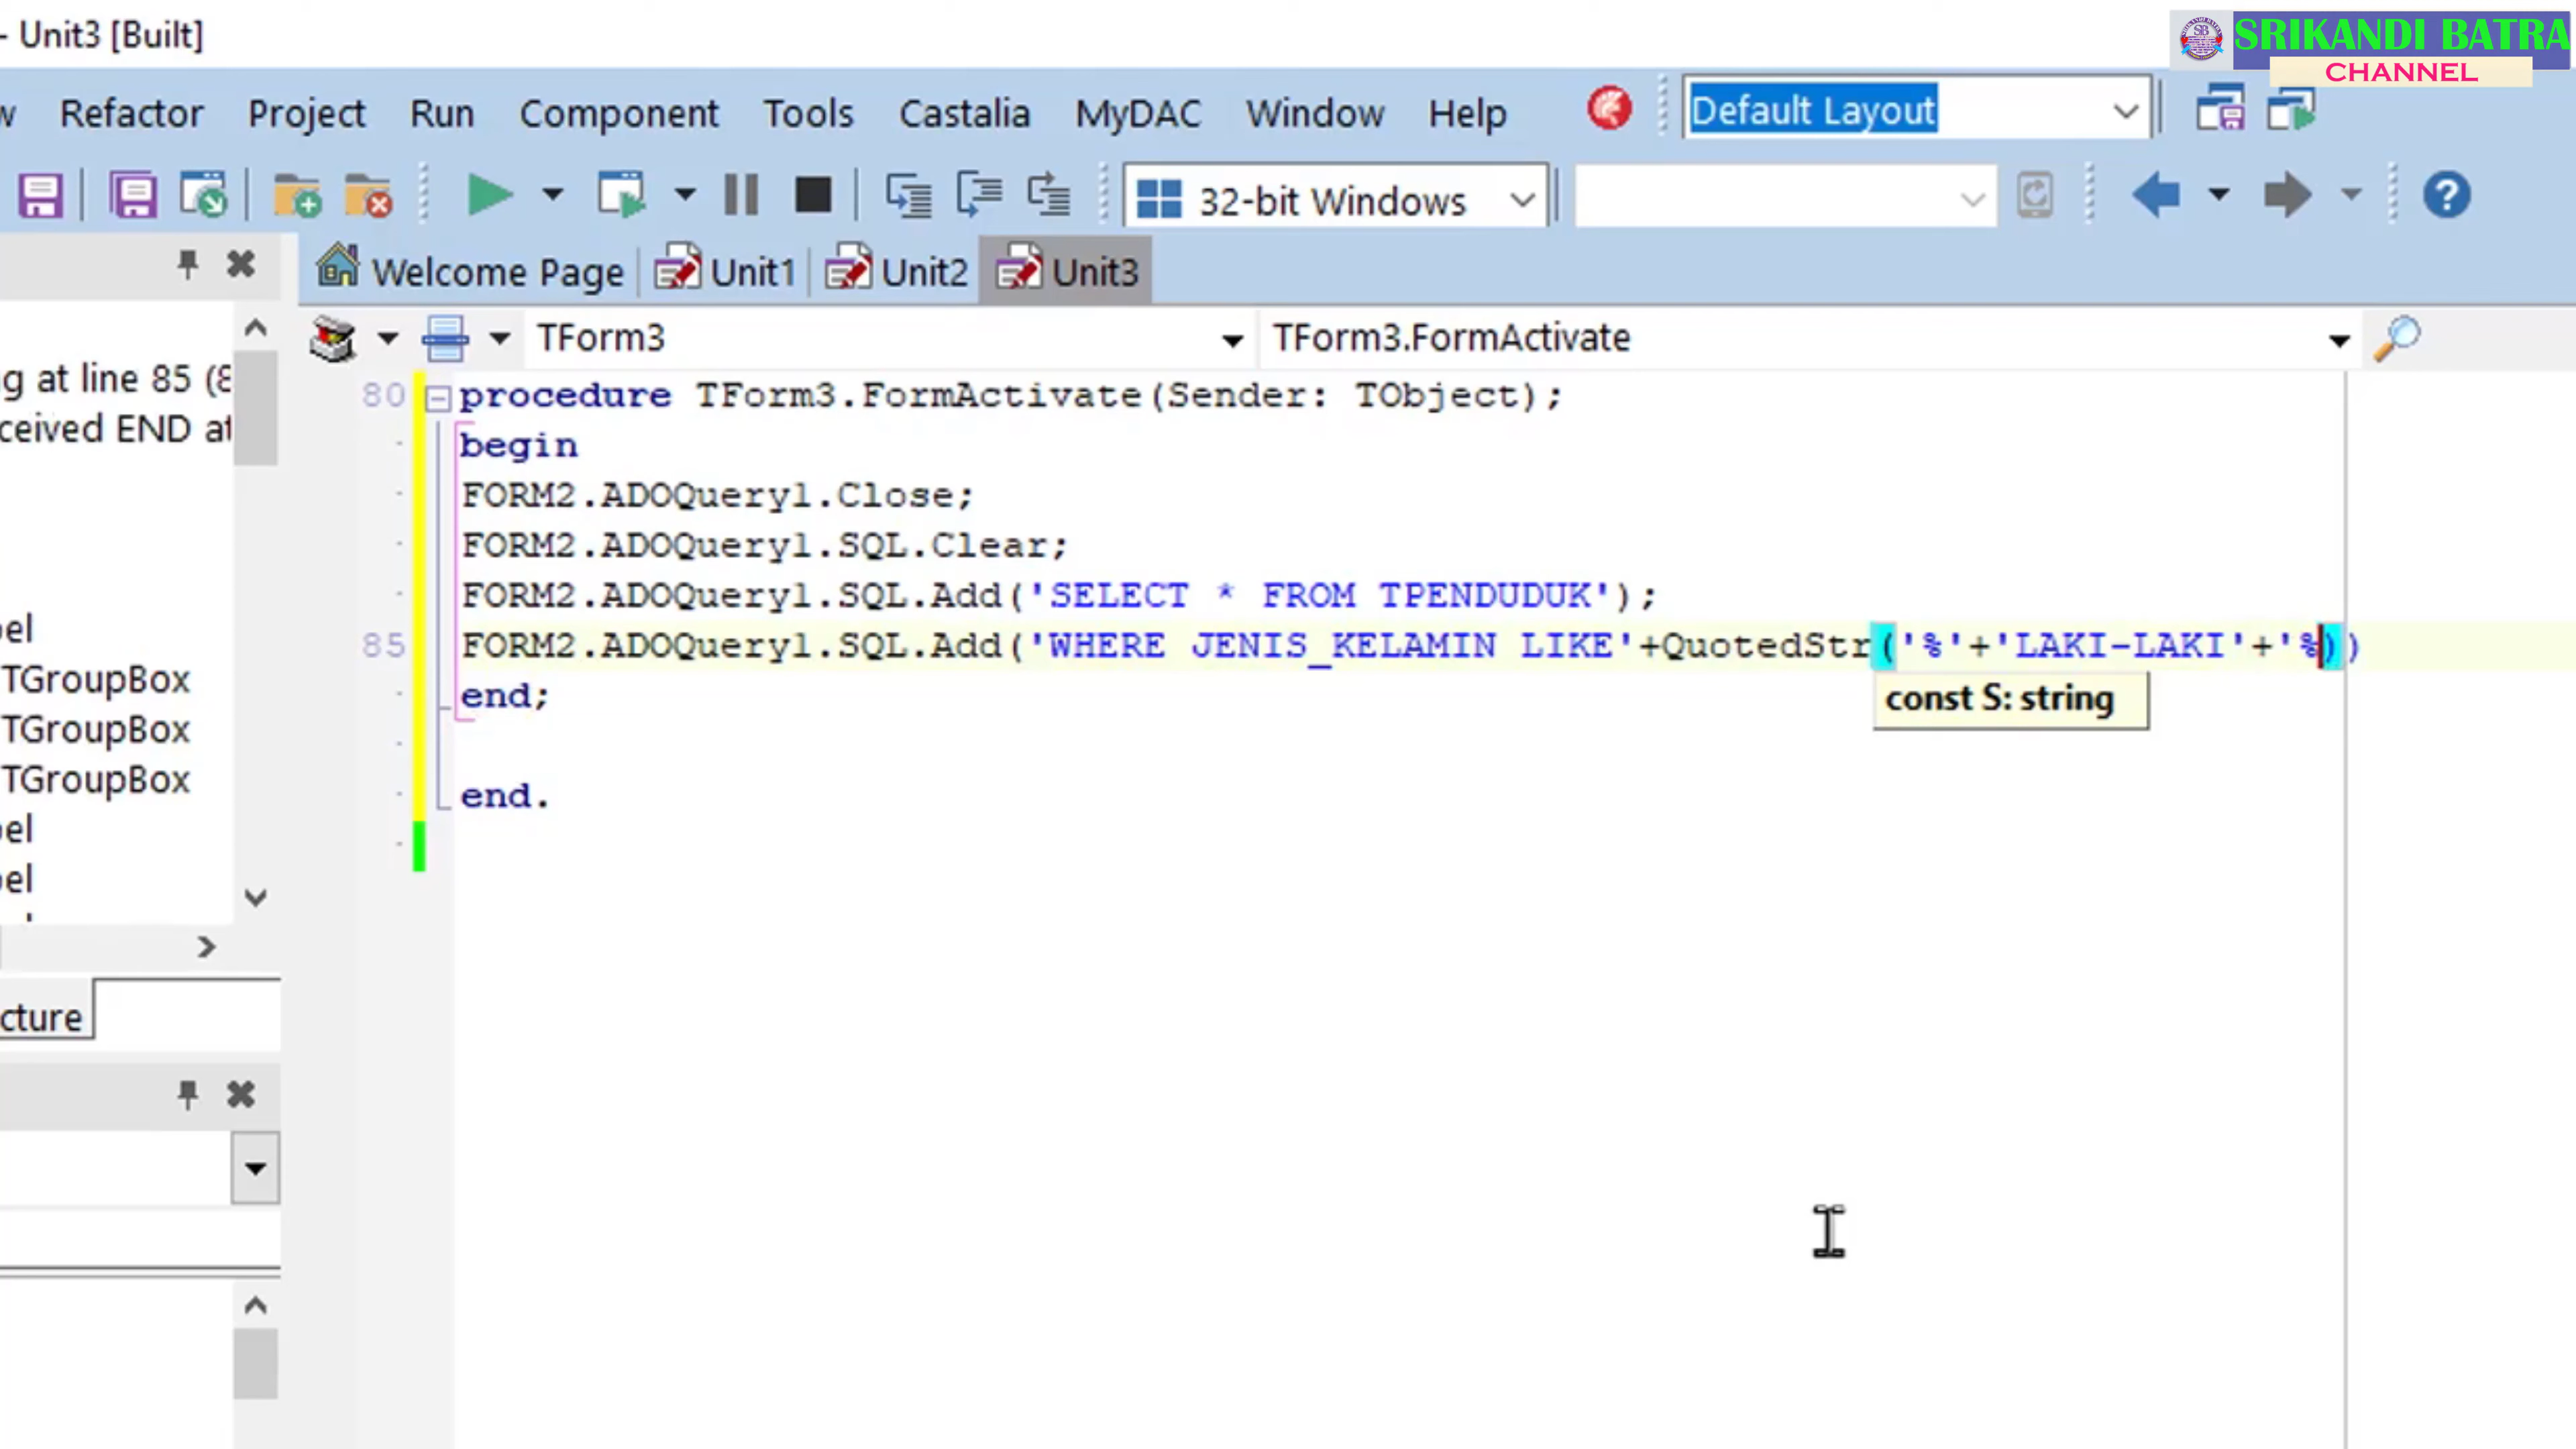 - Unit3 [Built]
SRIKANDI BATRA
CHANNEL
Refactor Project Run Component Tools Castalia MyDAC Window Help Default Layout
32-bit Windows
Welcome Page Unit1 Unit2 Unit3
TForm3 TForm3.FormActivate
g at line 85 (8
ceived END at
TGroupBox
TGroupBox
TGroupBox
cture
80 procedure TForm3.FormActivate(Sender: TObject);
begin
FORM2.ADOQuery1.Close;
FORM2.ADOQuery1.SQL.Clear;
FORM2.ADOQuery1.SQL.Add('SELECT * FROM TPENDUDUK');
85 FORM2.ADOQuery1.SQL.Add('WHERE JENIS_KELAMIN LIKE'+QuotedStr('%'+'LAKI-LAKI'+'%))
const S: string
end;
end.